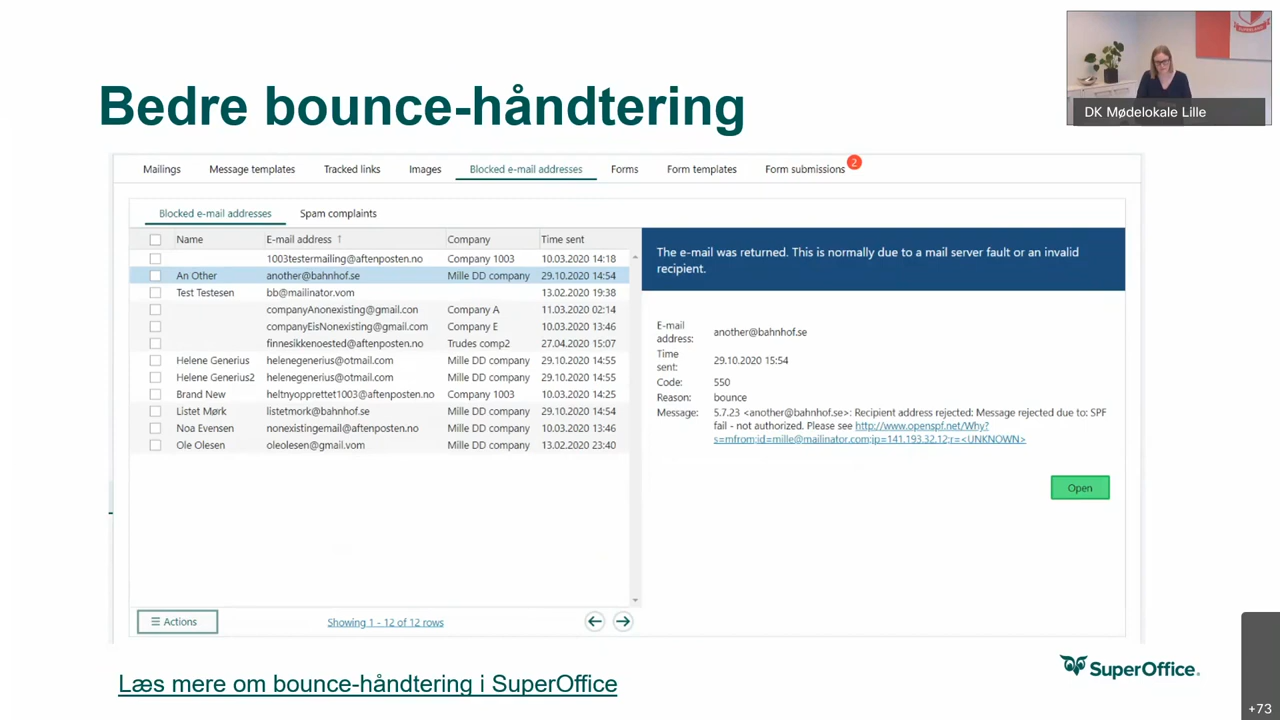 DK Mødelokale Lille
Bedre bounce-håndtering
Mailings Message templates Tracked links Images Blocked e-mail addresses Forms Form templates Form submissions 2
Blocked e-mail addresses Spam complaints
Name E-mail address ↑ Company Time sent
1003testermailing@aftenposten.no Company 1003 10.03.2020 14:18
An Other another@bahnhof.se Mille DD company 29.10.2020 14:54
Test Testesen bb@mailinator.vom 13.02.2020 19:38
companyAnonexisting@gmail.con Company A 11.03.2020 02:14
companyEisNonexisting@gmail.com Company E 10.03.2020 13:46
finnesikkenoested@aftenposten.no Trudes comp2 27.04.2020 15:07
Helene Generius helenegenerius@otmail.com Mille DD company 29.10.2020 14:55
Helene Generius2 helenegenerius@otmail.com Mille DD company 29.10.2020 14:55
Brand New heltnyopprettet1003@aftenposten.no Company 1003 10.03.2020 14:25
Listet Mørk listetmork@bahnhof.se Mille DD company 29.10.2020 14:54
Noa Evensen nonexistingemail@aftenposten.no Mille DD company 10.03.2020 13:46
Ole Olesen oleolesen@gmail.vom Mille DD company 13.02.2020 23:40
Actions
Showing 1 - 12 of 12 rows
The e-mail was returned. This is normally due to a mail server fault or an invalid
recipient.
E-mail
address: another@bahnhof.se
Time
sent: 29.10.2020 15:54
Code: 550
Reason: bounce
Message: 5.7.23 <another@bahnhof.se>: Recipient address rejected: Message rejected due to: SPF
fail - not authorized. Please see http://www.openspf.net/Why?
s=mfrom;id=mille@mailinator.com;ip=141.193.32.12;r=<UNKNOWN>
Open
Læs mere om bounce-håndtering i SuperOffice
SuperOffice.
+73